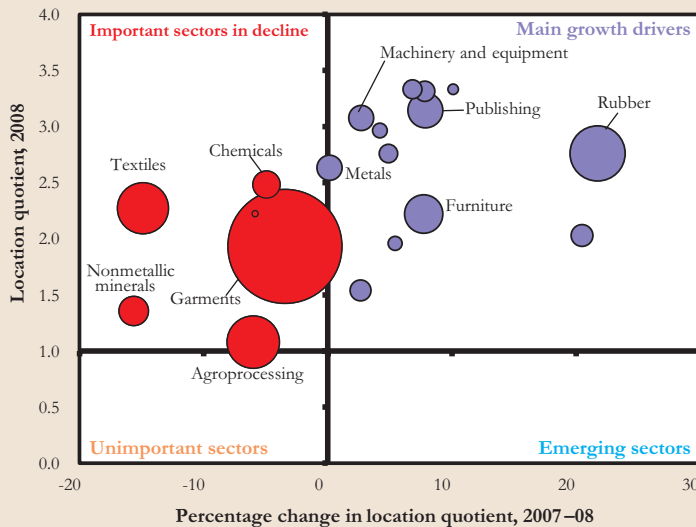 4.0
Important sectors in decline
Main growth drivers
3.5
Machinery and equipment
Publishing
Rubber
3.0
Chemicals
Textiles
2.5
Metals
Furniture
2.0
Nonmetallic
minerals
Garments
1.5
1.0
Agroprocessing
0.5
Unimportant sectors
Emerging sectors
0.0
-20
-10
0
10
20
30
Location quotient, 2008
Percentage change in location quotient, 2007–08